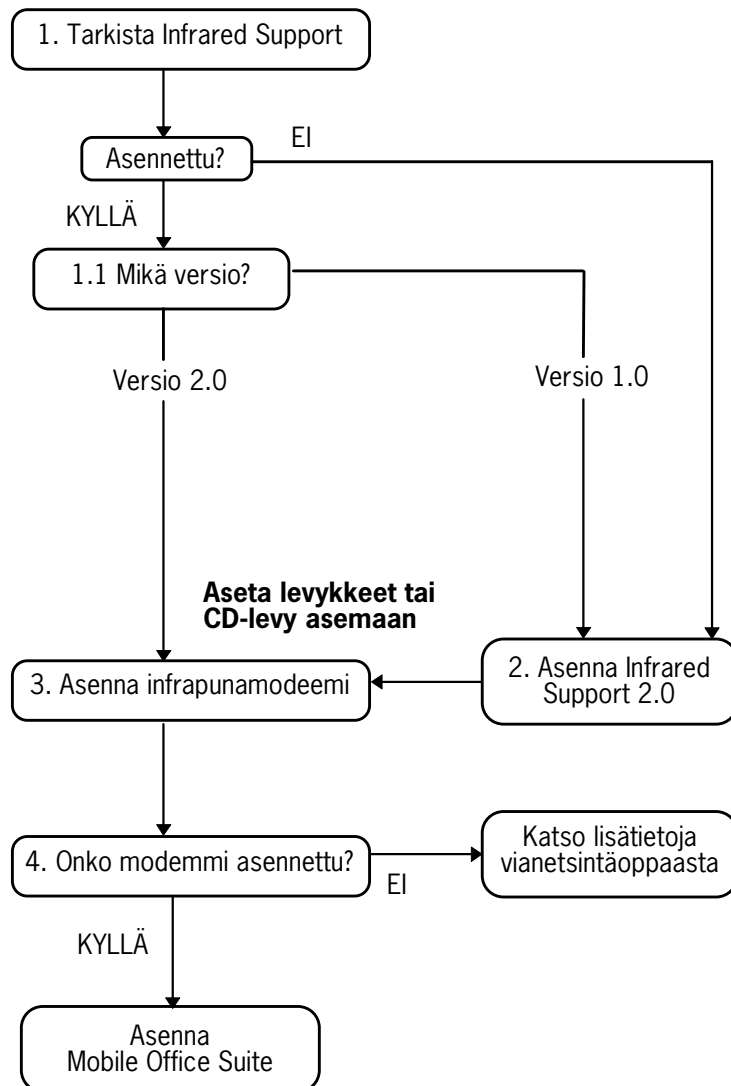 1. Tarkista Infrared Support
EI
Asennettu?
KYLLÄ
1.1 Mikä versio?
Versio 2.0
Versio 1.0
Aseta levykkeet tai
CD-levy asemaan
3. Asenna infrapunamodeemi
2. Asenna Infrared
Support 2.0
4. Onko modemmi asennettu?
EI
Katso lisätietoja
vianetsintäoppaasta
KYLLÄ
Asenna
Mobile Office Suite